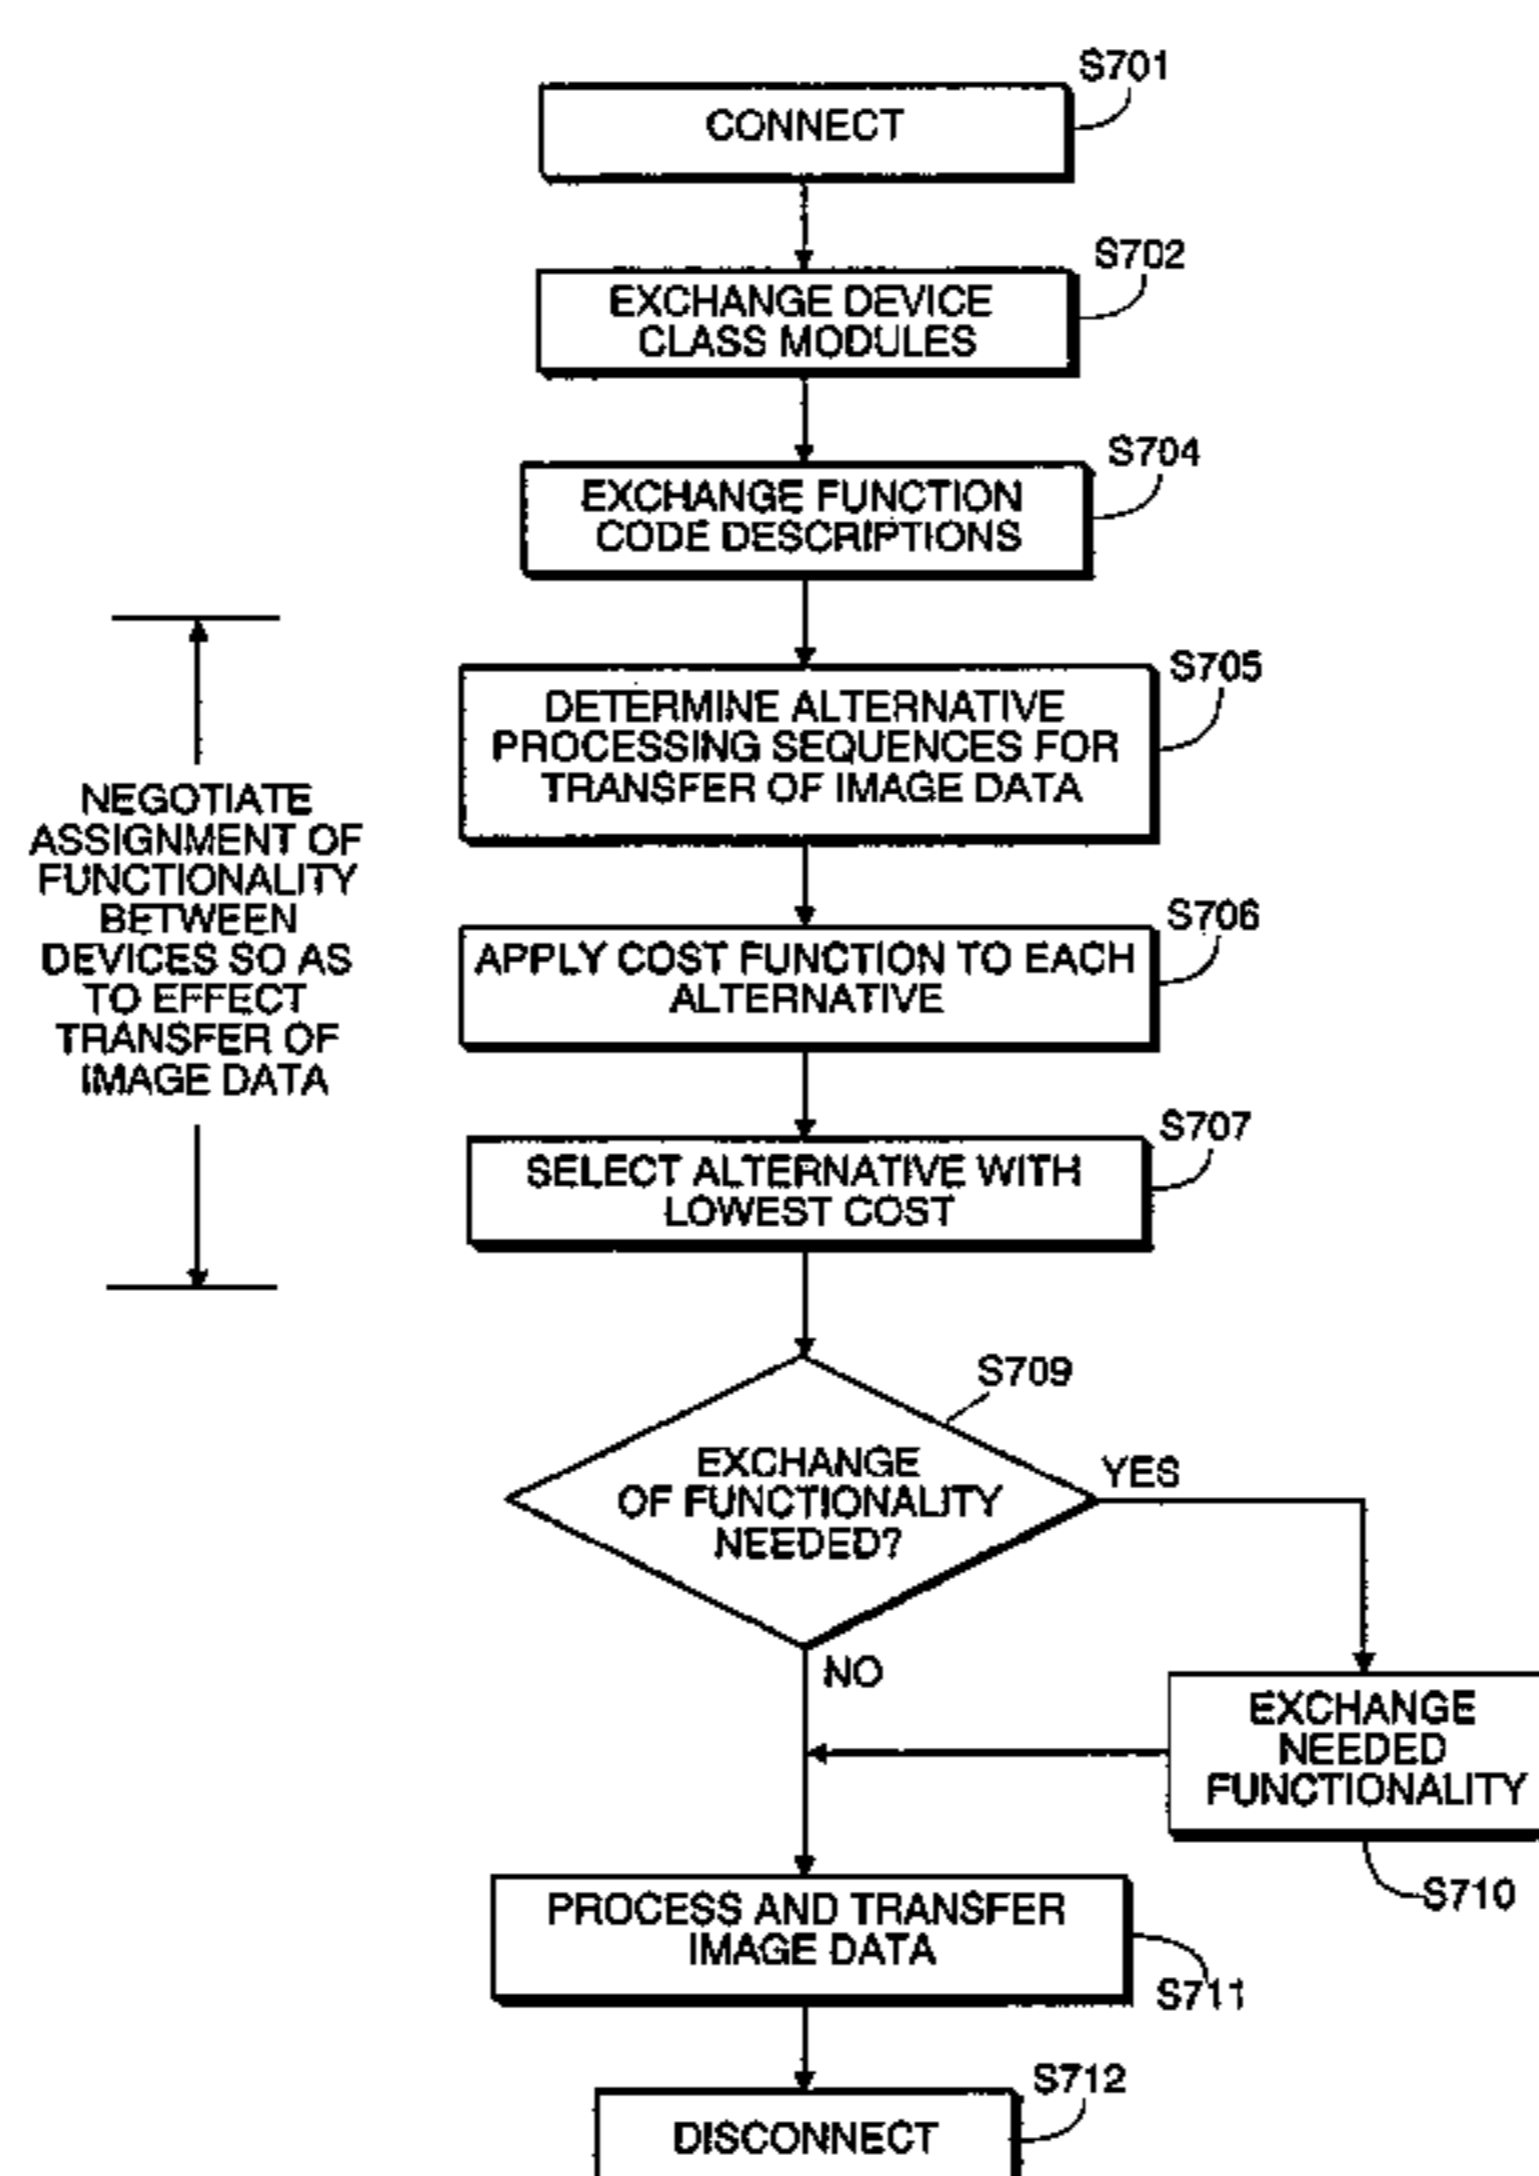 S701
CONNECT
S702
EXCHANGE DEVICE
CLASS MODULES
S704
EXCHANGE FUNCTION
CODE DESCRIPTIONS
S705
DETERMINE ALTERNATIVE
PROCESSING SEQUENCES FOR
TRANSFER OF IMAGE DATA
NEGOTIATE
ASSIGNMENT OF
FUNCTIONALITY
BETWEEN
DEVICES SO AS
TO EFFECT
TRANSFER OF
IMAGE DATA
S706
APPLY COST FUNCTION TO EACH
ALTERNATIVE
S707
SELECT ALTERNATIVE WITH
LOWEST COST
S709
EXCHANGE
OF FUNCTIONALITY
NEEDED?
YES
NO
EXCHANGE
NEEDED
FUNCTIONALITY
S710
PROCESS AND TRANSFER
IMAGE DATA
S711
S712
DISCONNECT